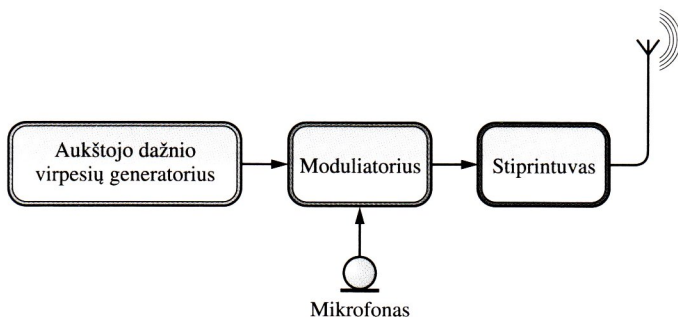 Aukštojo dažnio
virpesių generatorius
Moduliatorius
Stiprintuvas
Mikrofonas